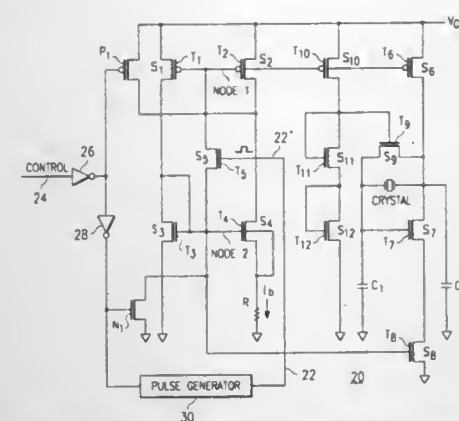 Vc
P1
S1
T1
T2
S2
T10
S10
T6
S6
NODE 1
26
CONTROL
24
28
S5
T5
22'
T9
S9
T11
S11
CRYSTAL
S3
T3
T4
S4
NODE 2
T12
S12
T7
S7
N1
R
Ib
C1
C
T8
S8
22
20
PULSE GENERATOR
30